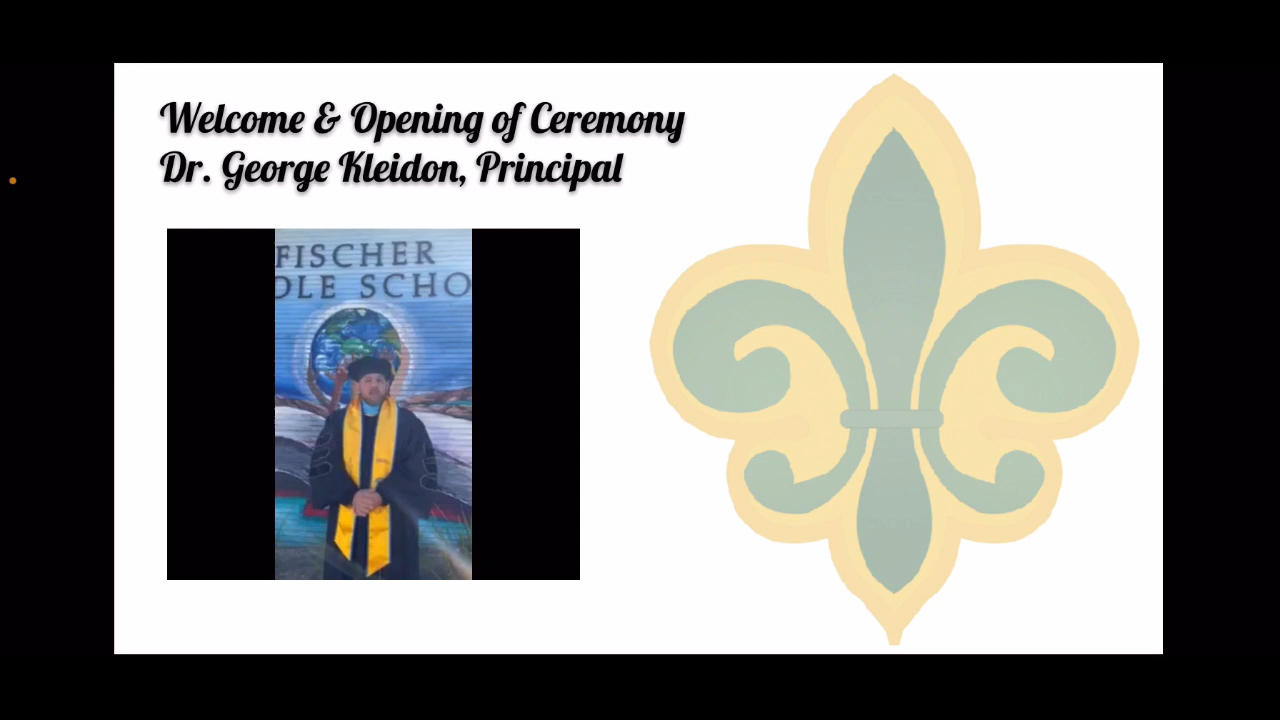 Welcome & Opening of Ceremony
Dr. George Kleidon, Principal
FISCHER
DLE SCHO